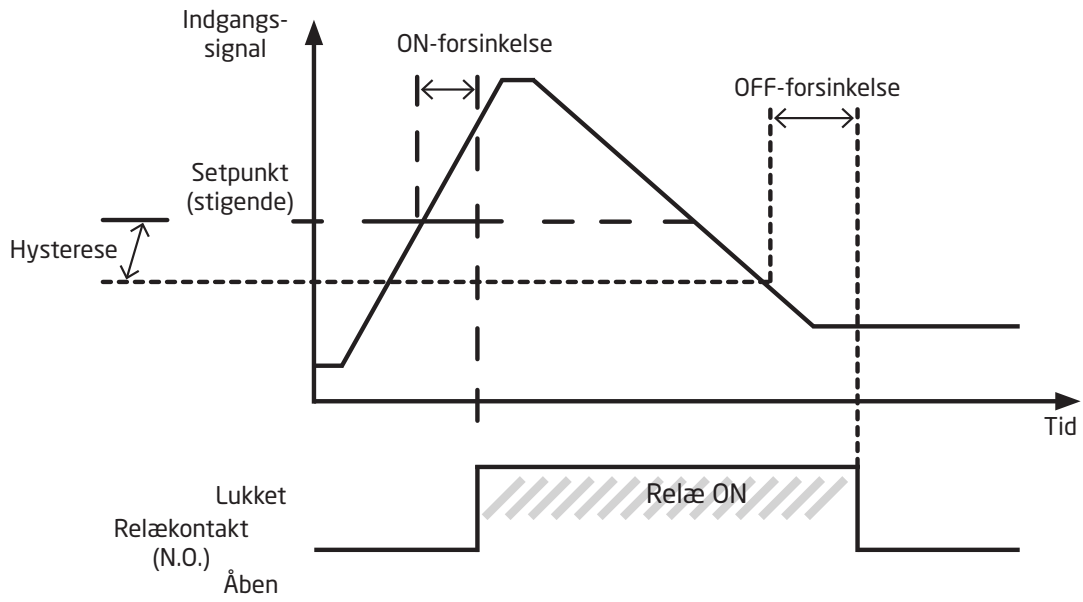 Indgangs-
signal
ON-forsinkelse
OFF-forsinkelse
Setpunkt
(stigende)
Hysterese
Tid
Lukket
Relæ ON
Relækontakt
(N.O.)
Åben